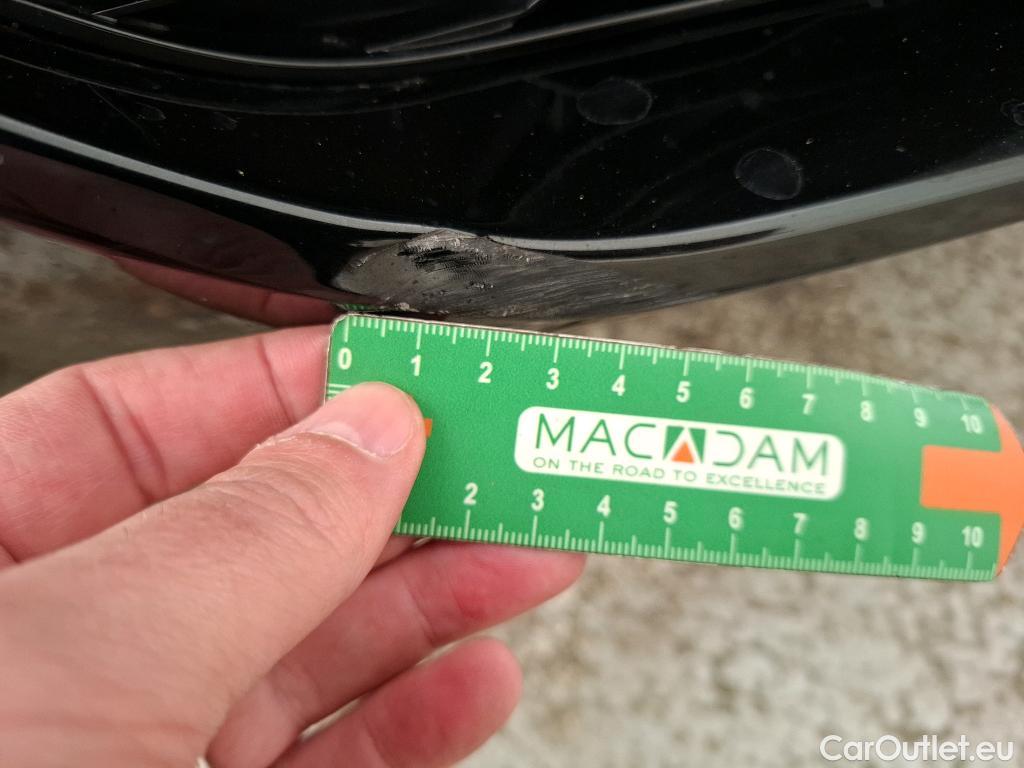 0 1 2 3 4 5 6 7 8 9 10
MACADAM
ON THE ROAD TO EXCELLENCE
2 3 4 5 6 7 8 9 10
CarOutlet.eu